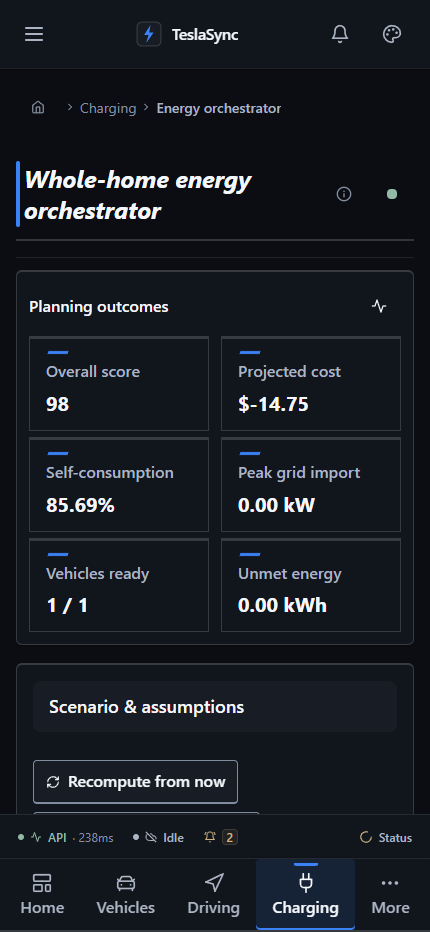 TeslaSync
Charging
Energy orchestrator
Whole-home energy
orchestrator
Planning outcomes
Overall score
98
Projected cost
$-14.75
Self-consumption
85.69%
Peak grid import
0.00 kW
Vehicles ready
1 / 1
Unmet energy
0.00 kWh
Scenario & assumptions
Recompute from now
API · 238ms
Idle
2
Status
Home
Vehicles
Driving
Charging
More